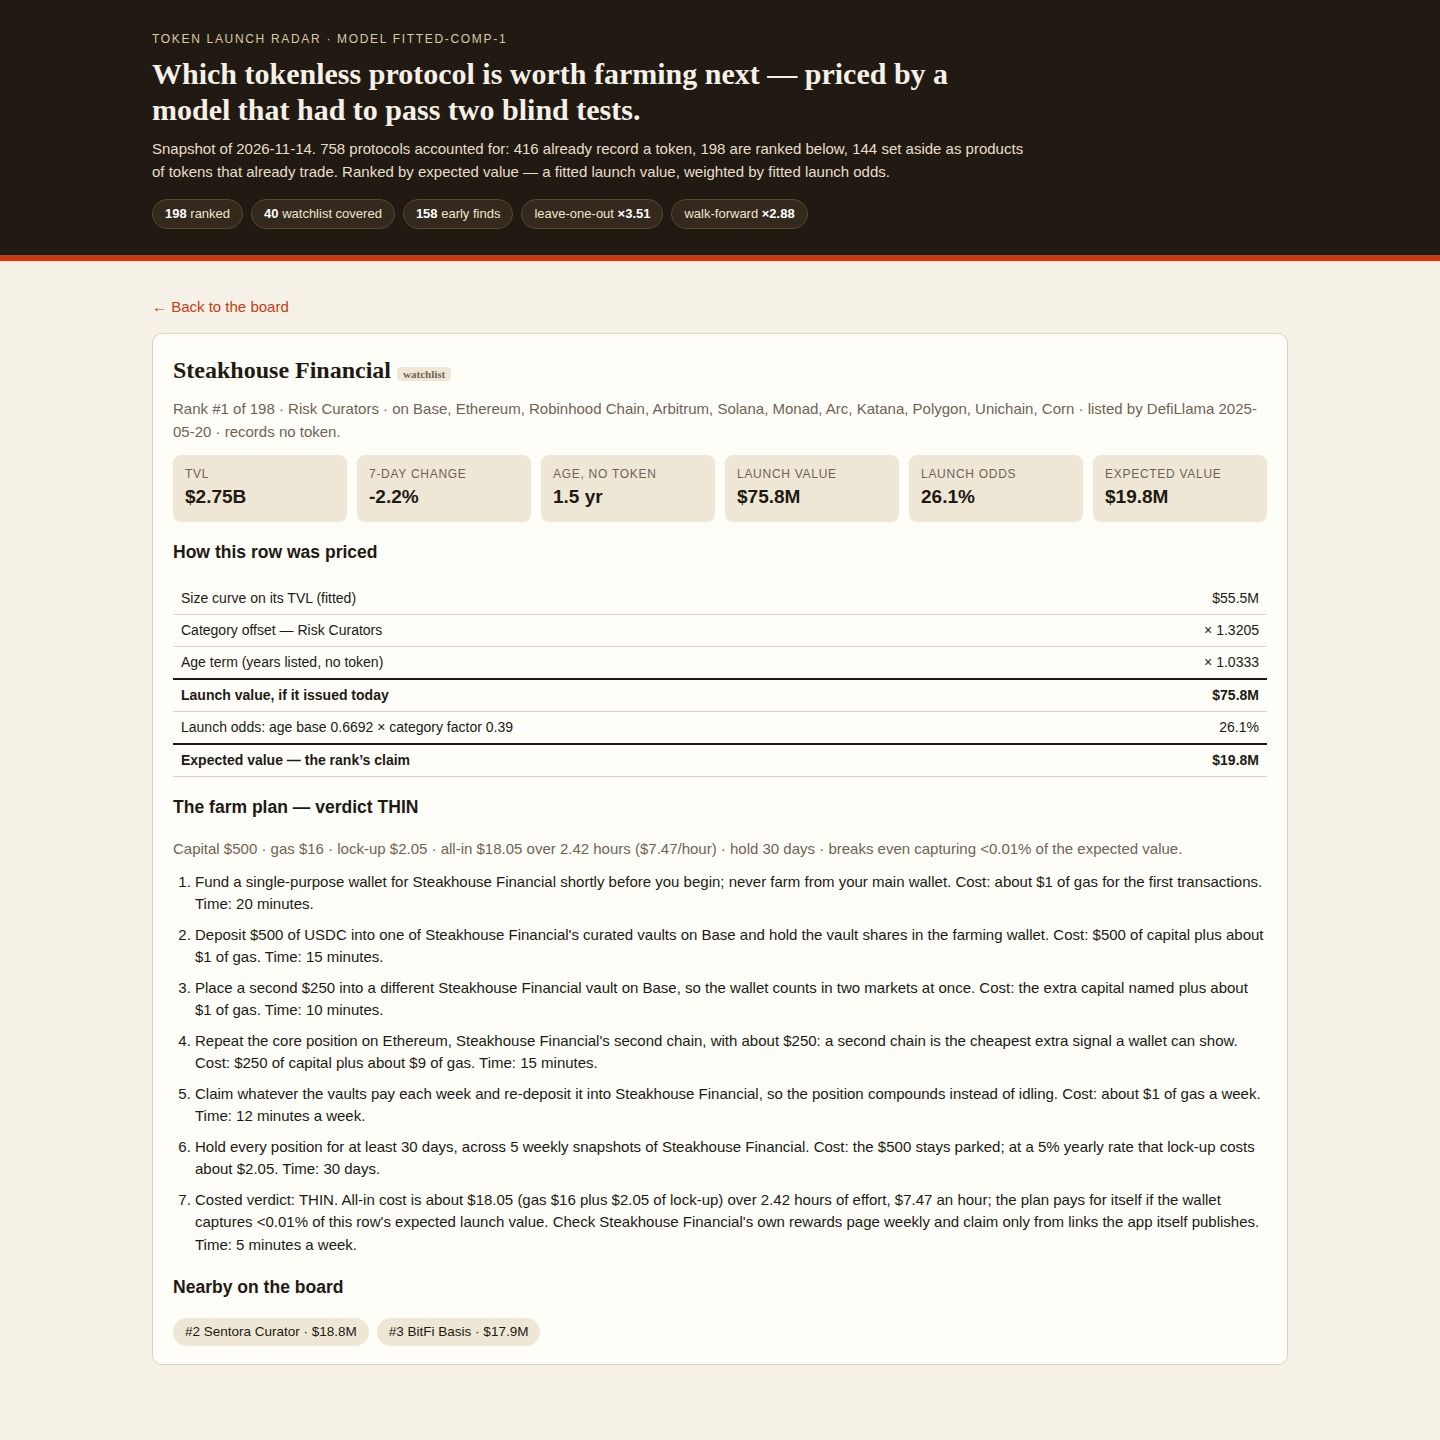 TOKEN LAUNCH RADAR · MODEL FITTED-COMP-1
Which tokenless protocol is worth farming next — priced by a
model that had to pass two blind tests.
Snapshot of 2026-11-14. 758 protocols accounted for: 416 already record a token, 198 are ranked below, 144 set aside as products
of tokens that already trade. Ranked by expected value — a fitted launch value, weighted by fitted launch odds.
198 ranked
40 watchlist covered
158 early finds
leave-one-out ×3.51
walk-forward ×2.88
← Back to the board
Steakhouse Financial watchlist
Rank #1 of 198 · Risk Curators · on Base, Ethereum, Robinhood Chain, Arbitrum, Solana, Monad, Arc, Katana, Polygon, Unichain, Corn · listed by DefiLlama 2025-
05-20 · records no token.
TVL
$2.75B
7-DAY CHANGE
-2.2%
AGE, NO TOKEN
1.5 yr
LAUNCH VALUE
$75.8M
LAUNCH ODDS
26.1%
EXPECTED VALUE
$19.8M
How this row was priced
Size curve on its TVL (fitted) $55.5M
Category offset — Risk Curators × 1.3205
Age term (years listed, no token) × 1.0333
Launch value, if it issued today $75.8M
Launch odds: age base 0.6692 × category factor 0.39 26.1%
Expected value — the rank’s claim $19.8M
The farm plan — verdict THIN
Capital $500 · gas $16 · lock-up $2.05 · all-in $18.05 over 2.42 hours ($7.47/hour) · hold 30 days · breaks even capturing <0.01% of the expected value.
1. Fund a single-purpose wallet for Steakhouse Financial shortly before you begin; never farm from your main wallet. Cost: about $1 of gas for the first transactions.
Time: 20 minutes.
2. Deposit $500 of USDC into one of Steakhouse Financial's curated vaults on Base and hold the vault shares in the farming wallet. Cost: $500 of capital plus about
$1 of gas. Time: 15 minutes.
3. Place a second $250 into a different Steakhouse Financial vault on Base, so the wallet counts in two markets at once. Cost: the extra capital named plus about
$1 of gas. Time: 10 minutes.
4. Repeat the core position on Ethereum, Steakhouse Financial's second chain, with about $250: a second chain is the cheapest extra signal a wallet can show.
Cost: $250 of capital plus about $9 of gas. Time: 15 minutes.
5. Claim whatever the vaults pay each week and re-deposit it into Steakhouse Financial, so the position compounds instead of idling. Cost: about $1 of gas a week.
Time: 12 minutes a week.
6. Hold every position for at least 30 days, across 5 weekly snapshots of Steakhouse Financial. Cost: the $500 stays parked; at a 5% yearly rate that lock-up costs
about $2.05. Time: 30 days.
7. Costed verdict: THIN. All-in cost is about $18.05 (gas $16 plus $2.05 of lock-up) over 2.42 hours of effort, $7.47 an hour; the plan pays for itself if the wallet
captures <0.01% of this row's expected launch value. Check Steakhouse Financial's own rewards page weekly and claim only from links the app itself publishes.
Time: 5 minutes a week.
Nearby on the board
#2 Sentora Curator · $18.8M
#3 BitFi Basis · $17.9M